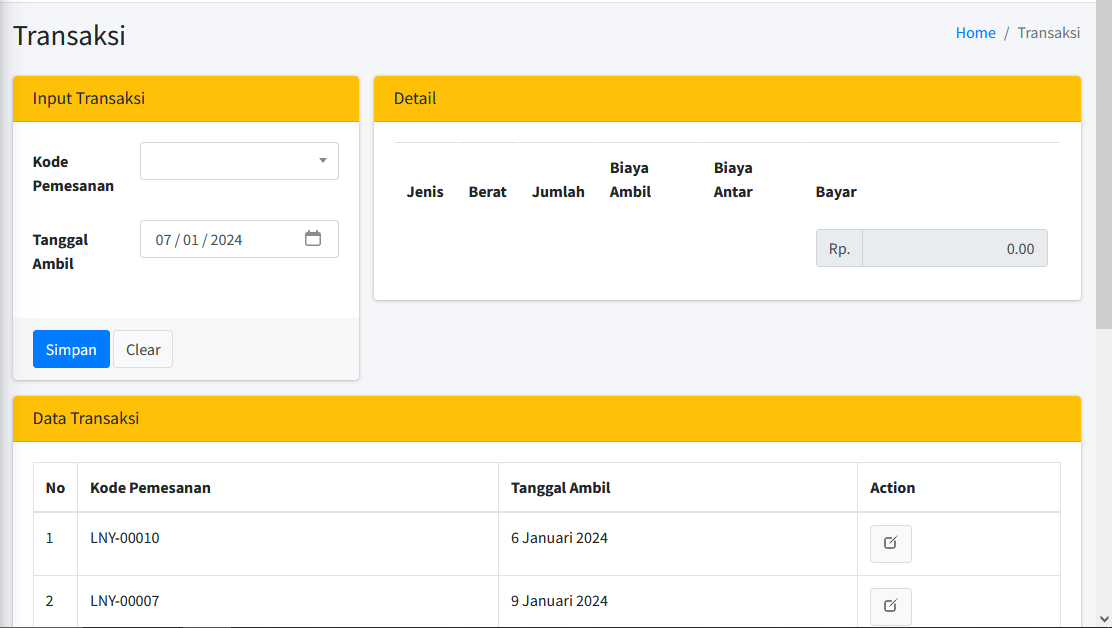 Transaksi
Home / Transaksi
Input Transaksi
Kode
Pemesanan
Tanggal
Ambil
07 / 01 / 2024
Simpan Clear
Detail
Jenis Berat Jumlah Biaya Ambil Biaya Antar Bayar
Rp. 0.00
Data Transaksi
No Kode Pemesanan Tanggal Ambil Action
1 LNY-00010 6 Januari 2024
2 LNY-00007 9 Januari 2024